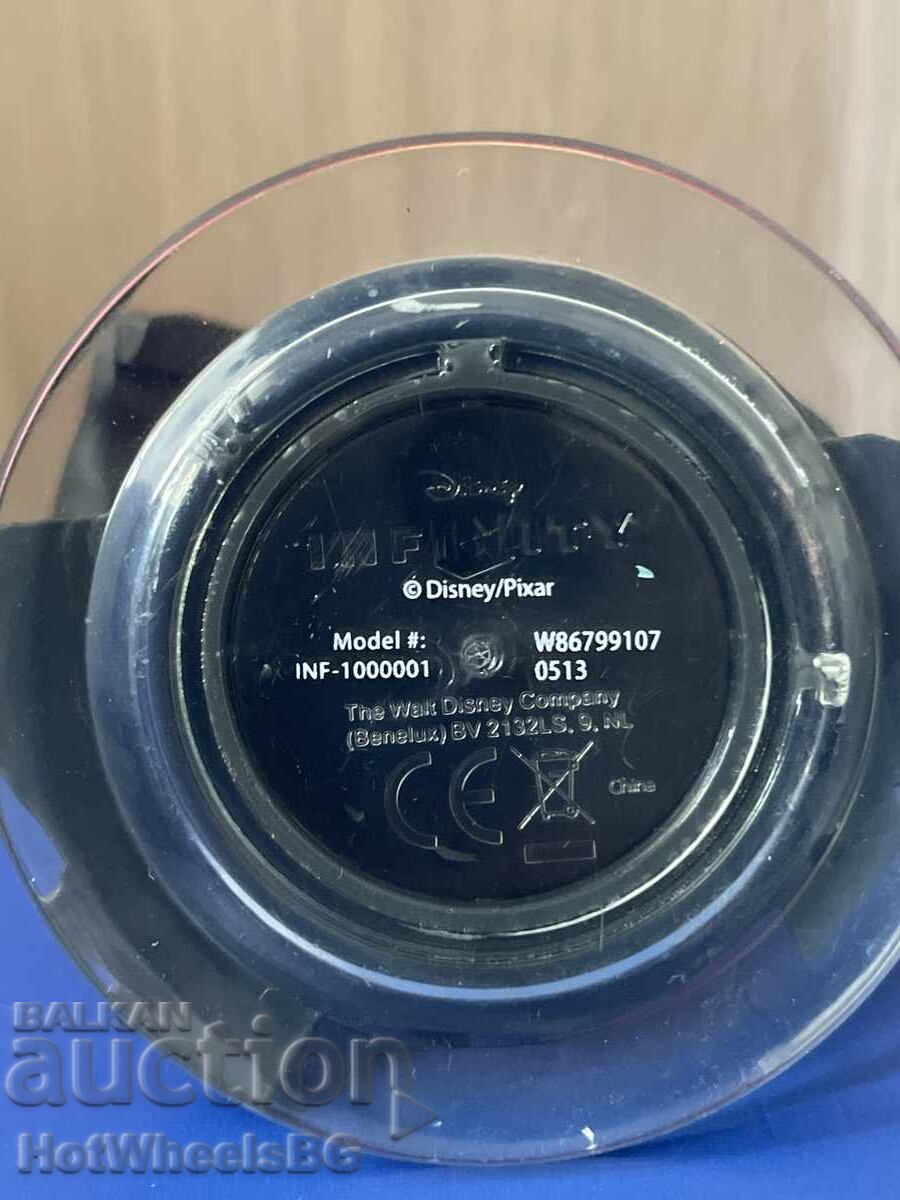 Disney
INFINITY
© Disney/Pixar
Model #: W86799107
INF-1000001 0513
The Walt Disney Company
(Benelux) BV 2132LS, 9, NL
CE
China
BALKAN
auction
HotWheelsBG